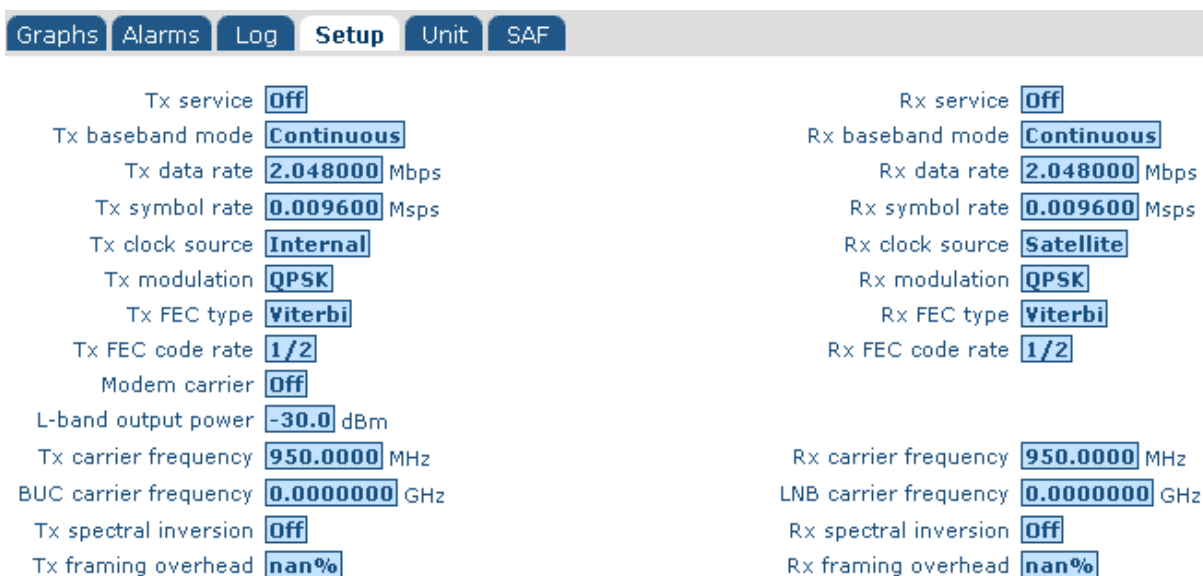 Graphs Alarms Log Setup Unit SAF
Tx service Off Rx service Off
Tx baseband mode Continuous Rx baseband mode Continuous
Tx data rate 2.048000 Mbps Rx data rate 2.048000 Mbps
Tx symbol rate 0.009600 Msps Rx symbol rate 0.009600 Msps
Tx clock source Internal Rx clock source Satellite
Tx modulation QPSK Rx modulation QPSK
Tx FEC type Viterbi Rx FEC type Viterbi
Tx FEC code rate 1/2 Rx FEC code rate 1/2
Modem carrier Off
L-band output power -30.0 dBm
Tx carrier frequency 950.0000 MHz Rx carrier frequency 950.0000 MHz
BUC carrier frequency 0.0000000 GHz LNB carrier frequency 0.0000000 GHz
Tx spectral inversion Off Rx spectral inversion Off
Tx framing overhead nan% Rx framing overhead nan%